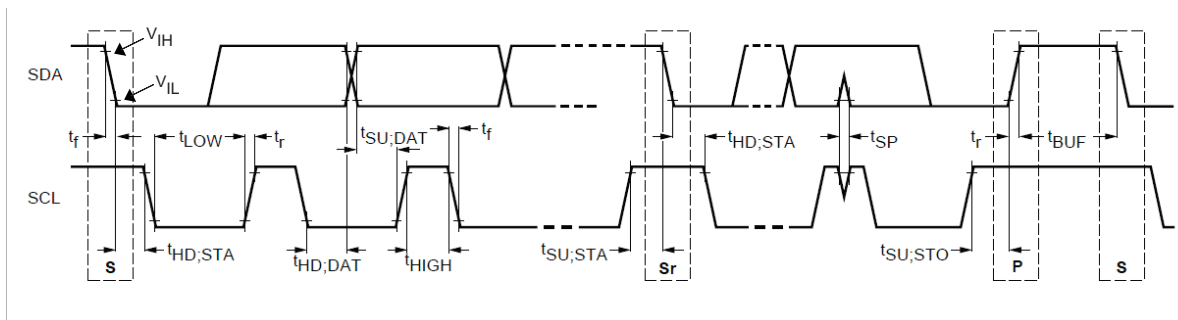 V_IH
SDA
V_IL
t_f t_LOW t_r t_SU;DAT t_f t_HD;STA t_SP t_r t_BUF
SCL
t_HD;STA t_HD;DAT t_HIGH t_SU;STA t_SU;STO
S Sr P S